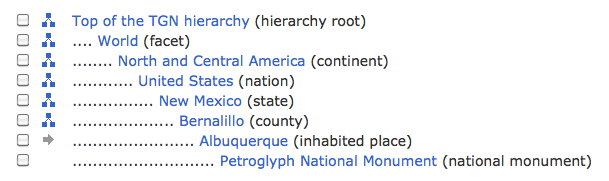 Top of the TGN hierarchy (hierarchy root)
.... World (facet)
........ North and Central America (continent)
............ United States (nation)
................ New Mexico (state)
.................... Bernalillo (county)
........................ Albuquerque (inhabited place)
............................ Petroglyph National Monument (national monument)